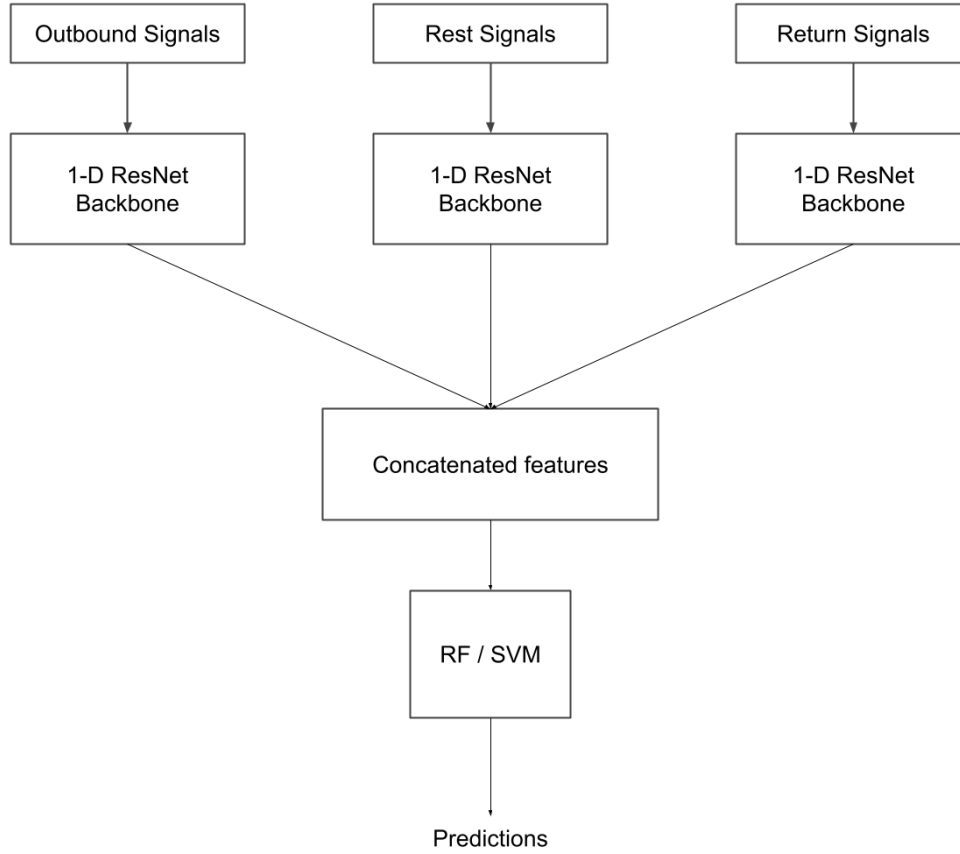 Outbound Signals
Rest Signals
Return Signals
1-D ResNet
Backbone
1-D ResNet
Backbone
1-D ResNet
Backbone
Concatenated features
RF / SVM
Predictions